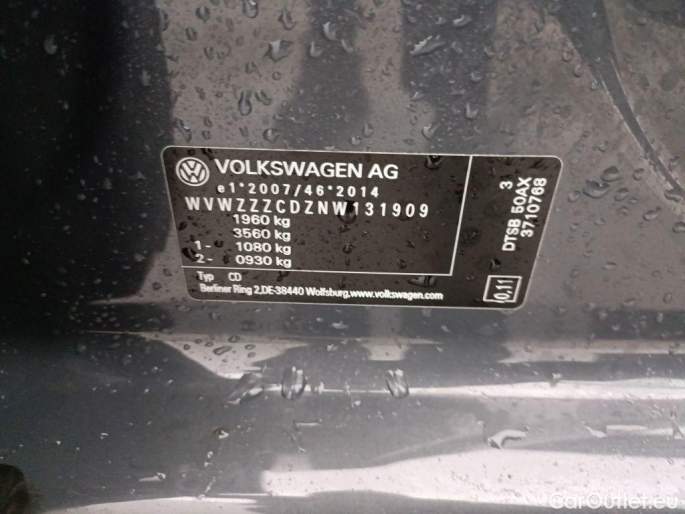 VOLKSWAGEN AG
e1*2007/46*2014
WVWZZZCDZNW131909
1960 kg
3560 kg
1- 1080 kg
2- 0930 kg
Typ CD
Berliner Ring 2,DE-38440 Wolfsburg,www.volkswagen.com
3
DTSB 50AX
3710768
0,11
CarOutlet.eu